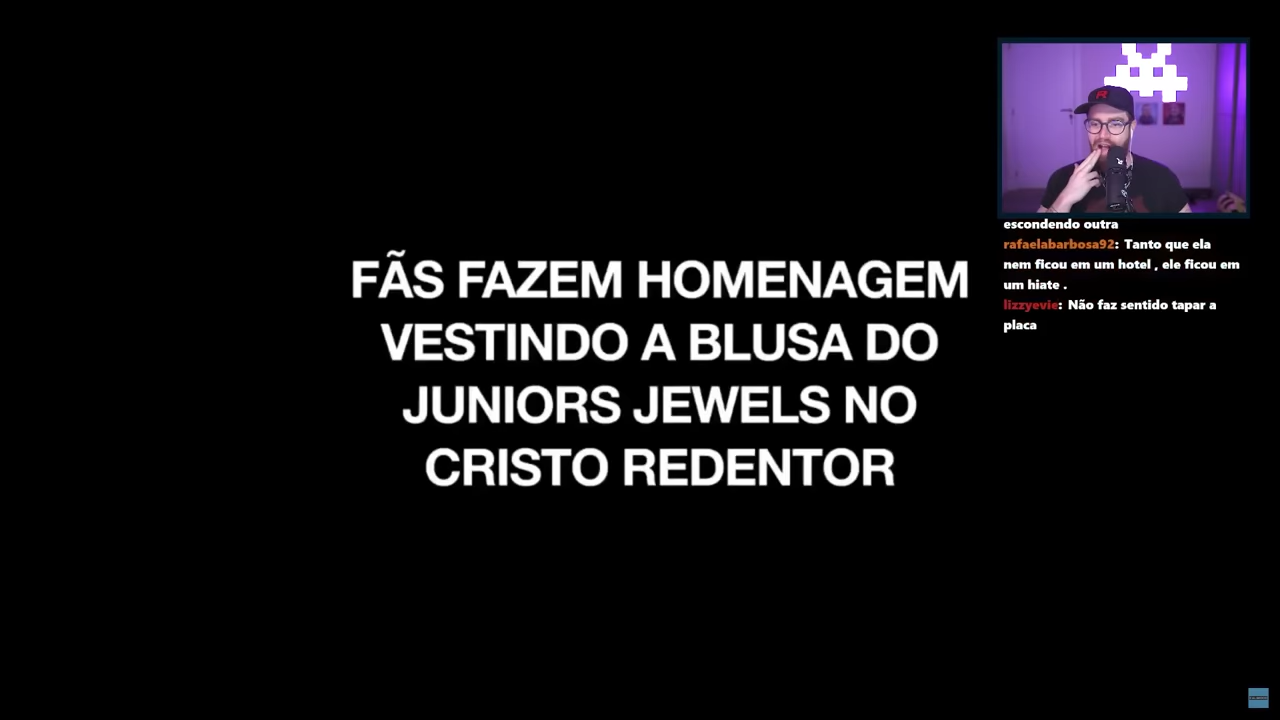 FÃS FAZEM HOMENAGEM
VESTINDO A BLUSA DO
JUNIORS JEWELS NO
CRISTO REDENTOR
escondendo outra
rafaelabarbosa92: Tanto que ela
nem ficou em um hotel , ele ficou em
um hiate .
lizzyevie: Não faz sentido tapar a
placa